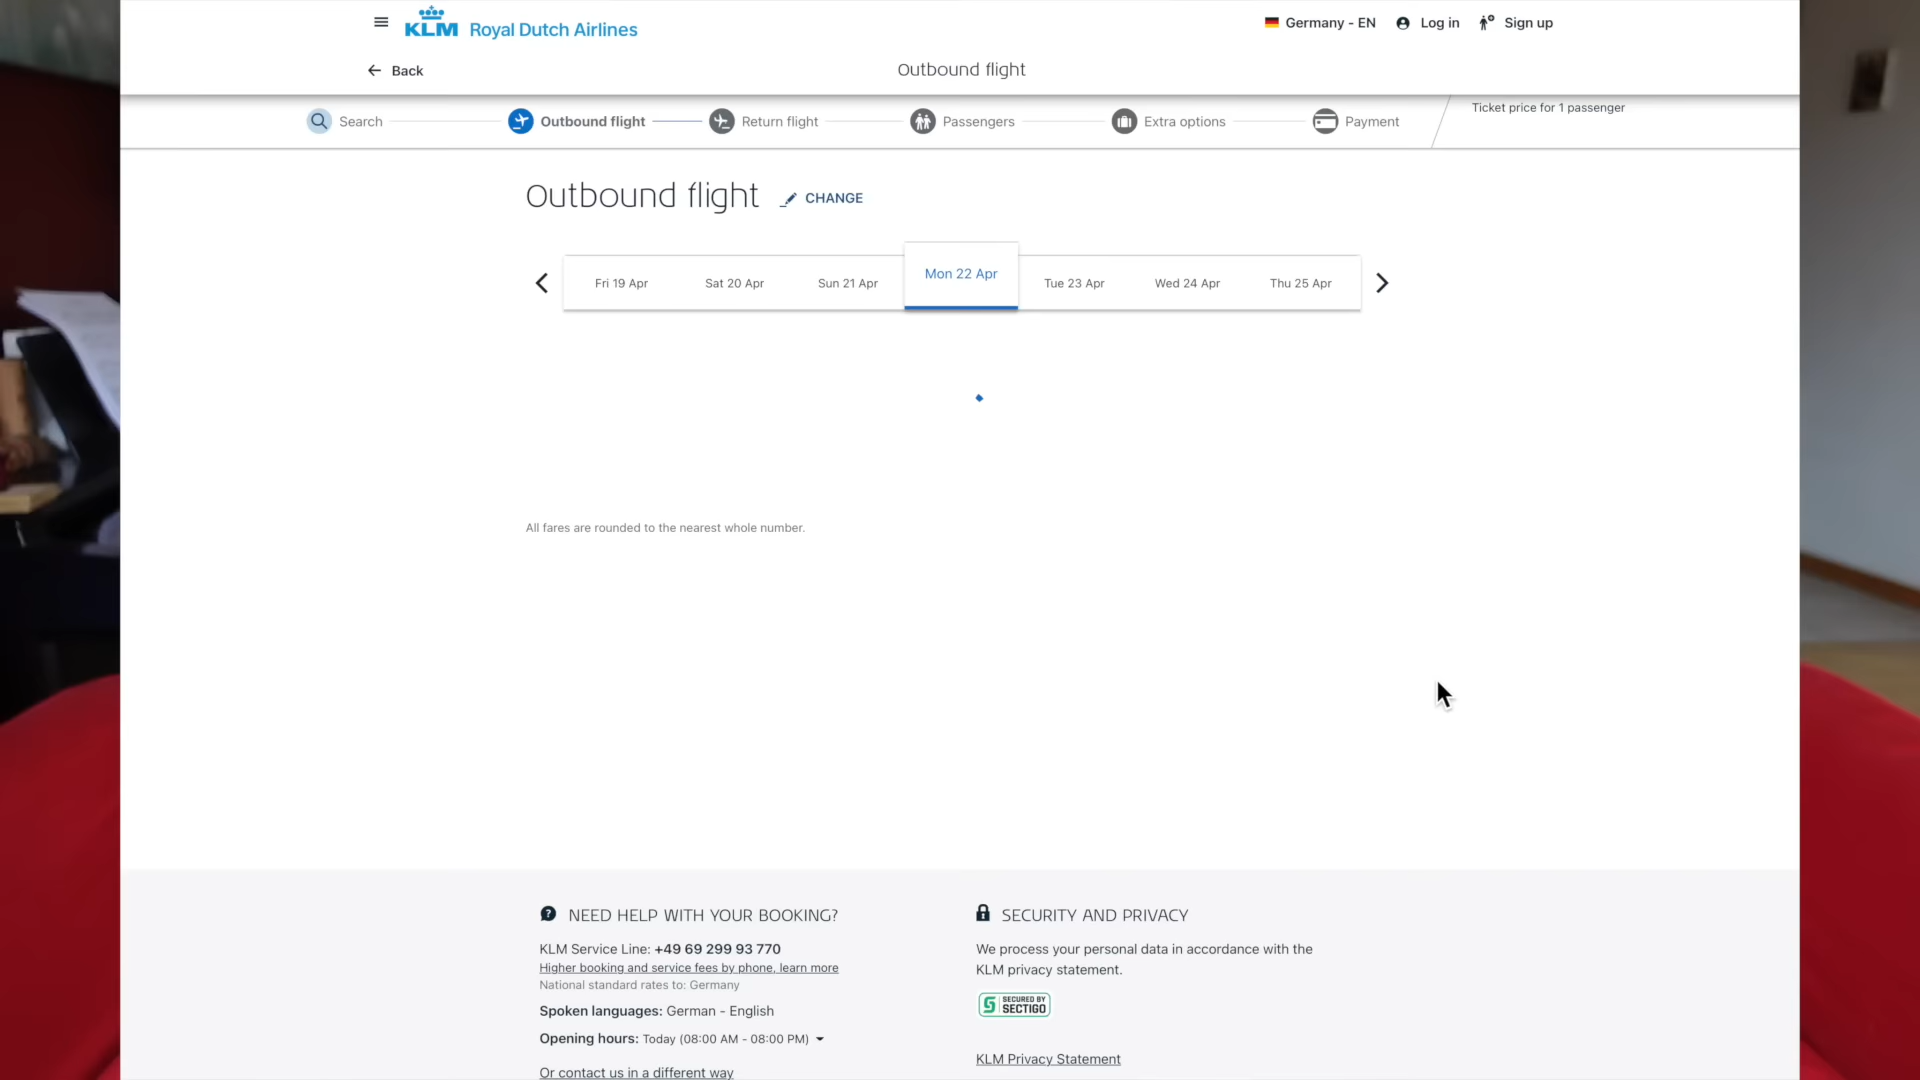 KLM Royal Dutch Airlines
Germany - EN
Log in
Sign up
Back
Outbound flight
Search
Outbound flight
Return flight
Passengers
Extra options
Payment
Ticket price for 1 passenger
Outbound flight
CHANGE
Fri 19 Apr
Sat 20 Apr
Sun 21 Apr
Mon 22 Apr
Tue 23 Apr
Wed 24 Apr
Thu 25 Apr
All fares are rounded to the nearest whole number.
NEED HELP WITH YOUR BOOKING?
KLM Service Line: +49 69 299 93 770
Higher booking and service fees by phone, learn more
National standard rates to: Germany
Spoken languages: German - English
Opening hours: Today (08:00 AM - 08:00 PM)
Or contact us in a different way
SECURITY AND PRIVACY
We process your personal data in accordance with the
KLM privacy statement.
SECURED BY
SECTIGO
KLM Privacy Statement